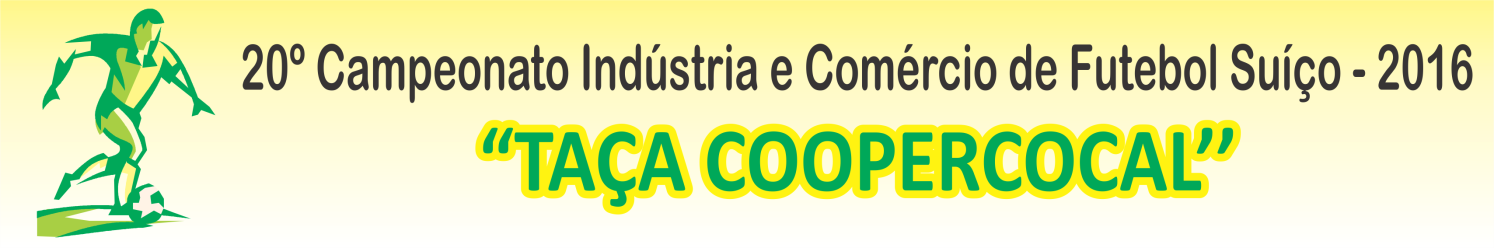 20º Campeonato Indústria e Comércio de Futebol Suíço - 2016
“TAÇA COOPERCOCAL”